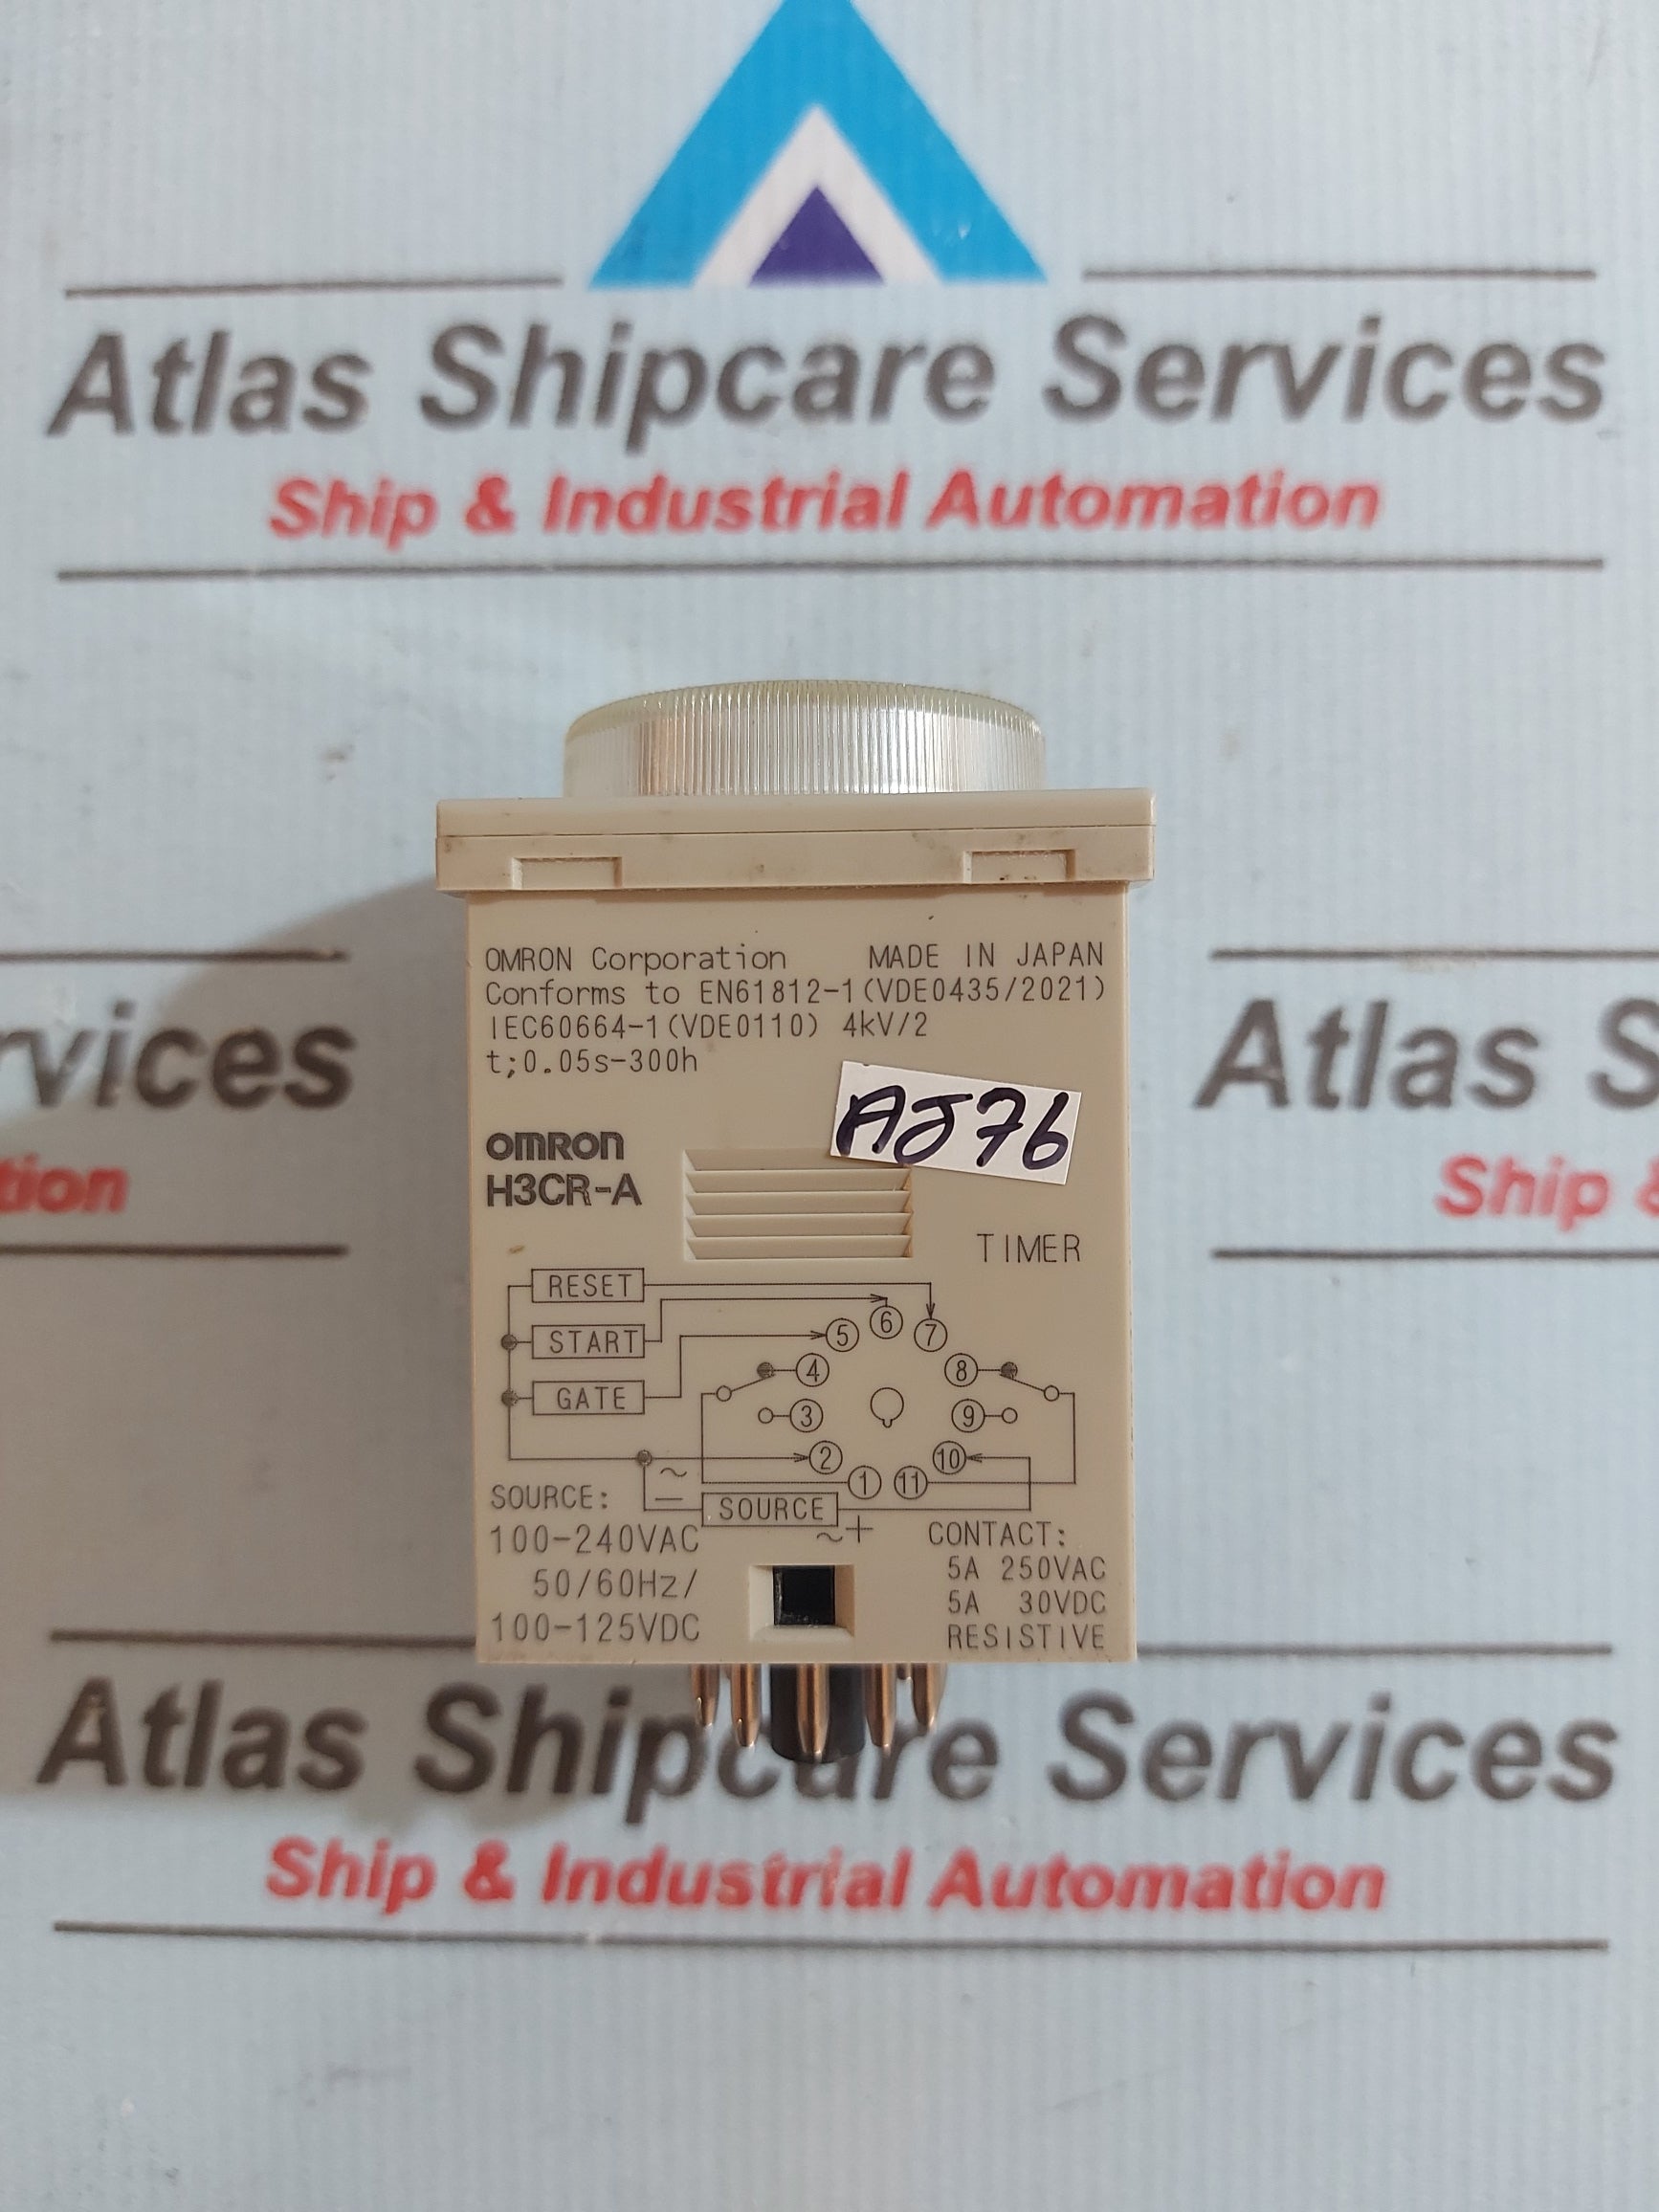 Atlas Shipcare Services
Ship & Industrial Automation
OMRON Corporation MADE IN JAPAN
Conforms to EN61812-1(VDE0435/2021)
IEC60664-1(VDE0110) 4kV/2
t;0.05s-300h
AJ76
omron
H3CR-A
TIMER
RESET
START
GATE
6
5 7
4 8
3 9
2 10
1 11
~
−
SOURCE:
SOURCE
~+
100-240VAC
50/60Hz/
100-125VDC
CONTACT:
5A 250VAC
5A 30VDC
RESISTIVE
rvices
tion
Atlas S
Ship &
Atlas Shipcare Services
Ship & Industrial Automation